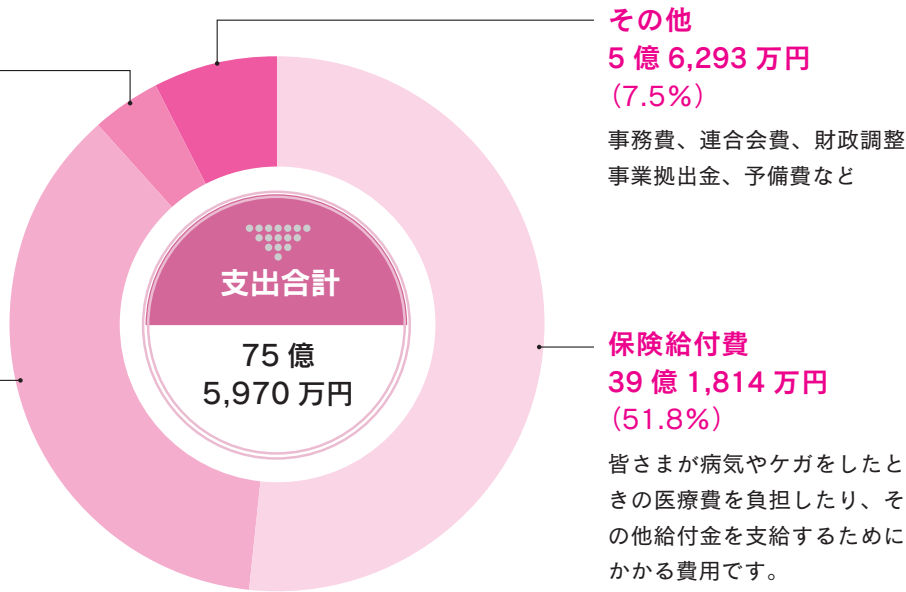 その他
5 億 6,293 万円
(7.5%)
事務費、連合会費、財政調整
事業拠出金、予備費など
支出合計
75 億
5,970 万円
保険給付費
39 億 1,814 万円
(51.8%)
皆さまが病気やケガをしたと
きの医療費を負担したり、そ
の他給付金を支給するために
かかる費用です。